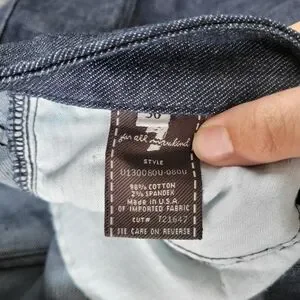 30
7
for all mankind
STYLE
U130080U-080U
98% COTTON
2% SPANDEX
Made in U.S.A.
OF IMPORTED FABRIC
CUT# 721647
SEE CARE ON REVERSE